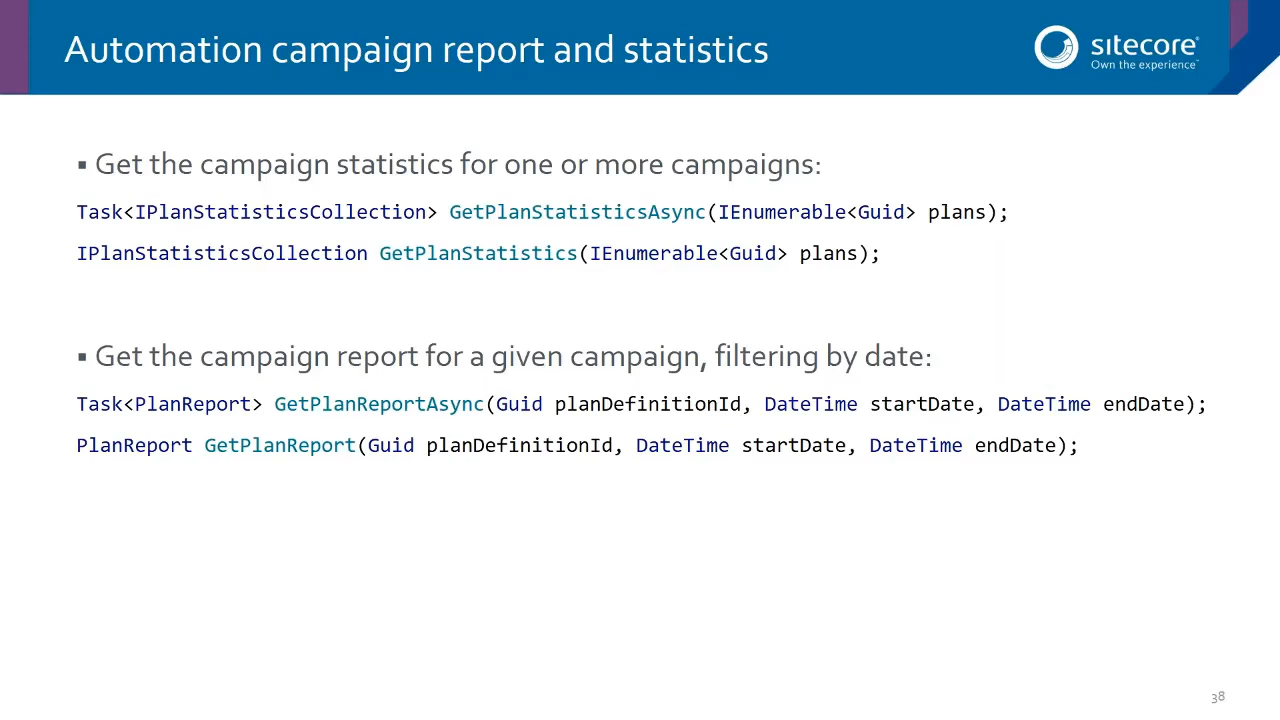 Automation campaign report and statistics
sitecore®
Own the experience™
▪ Get the campaign statistics for one or more campaigns:
Task<IPlanStatisticsCollection> GetPlanStatisticsAsync(IEnumerable<Guid> plans);
IPlanStatisticsCollection GetPlanStatistics(IEnumerable<Guid> plans);
▪ Get the campaign report for a given campaign, filtering by date:
Task<PlanReport> GetPlanReportAsync(Guid planDefinitionId, DateTime startDate, DateTime endDate);
PlanReport GetPlanReport(Guid planDefinitionId, DateTime startDate, DateTime endDate);
38